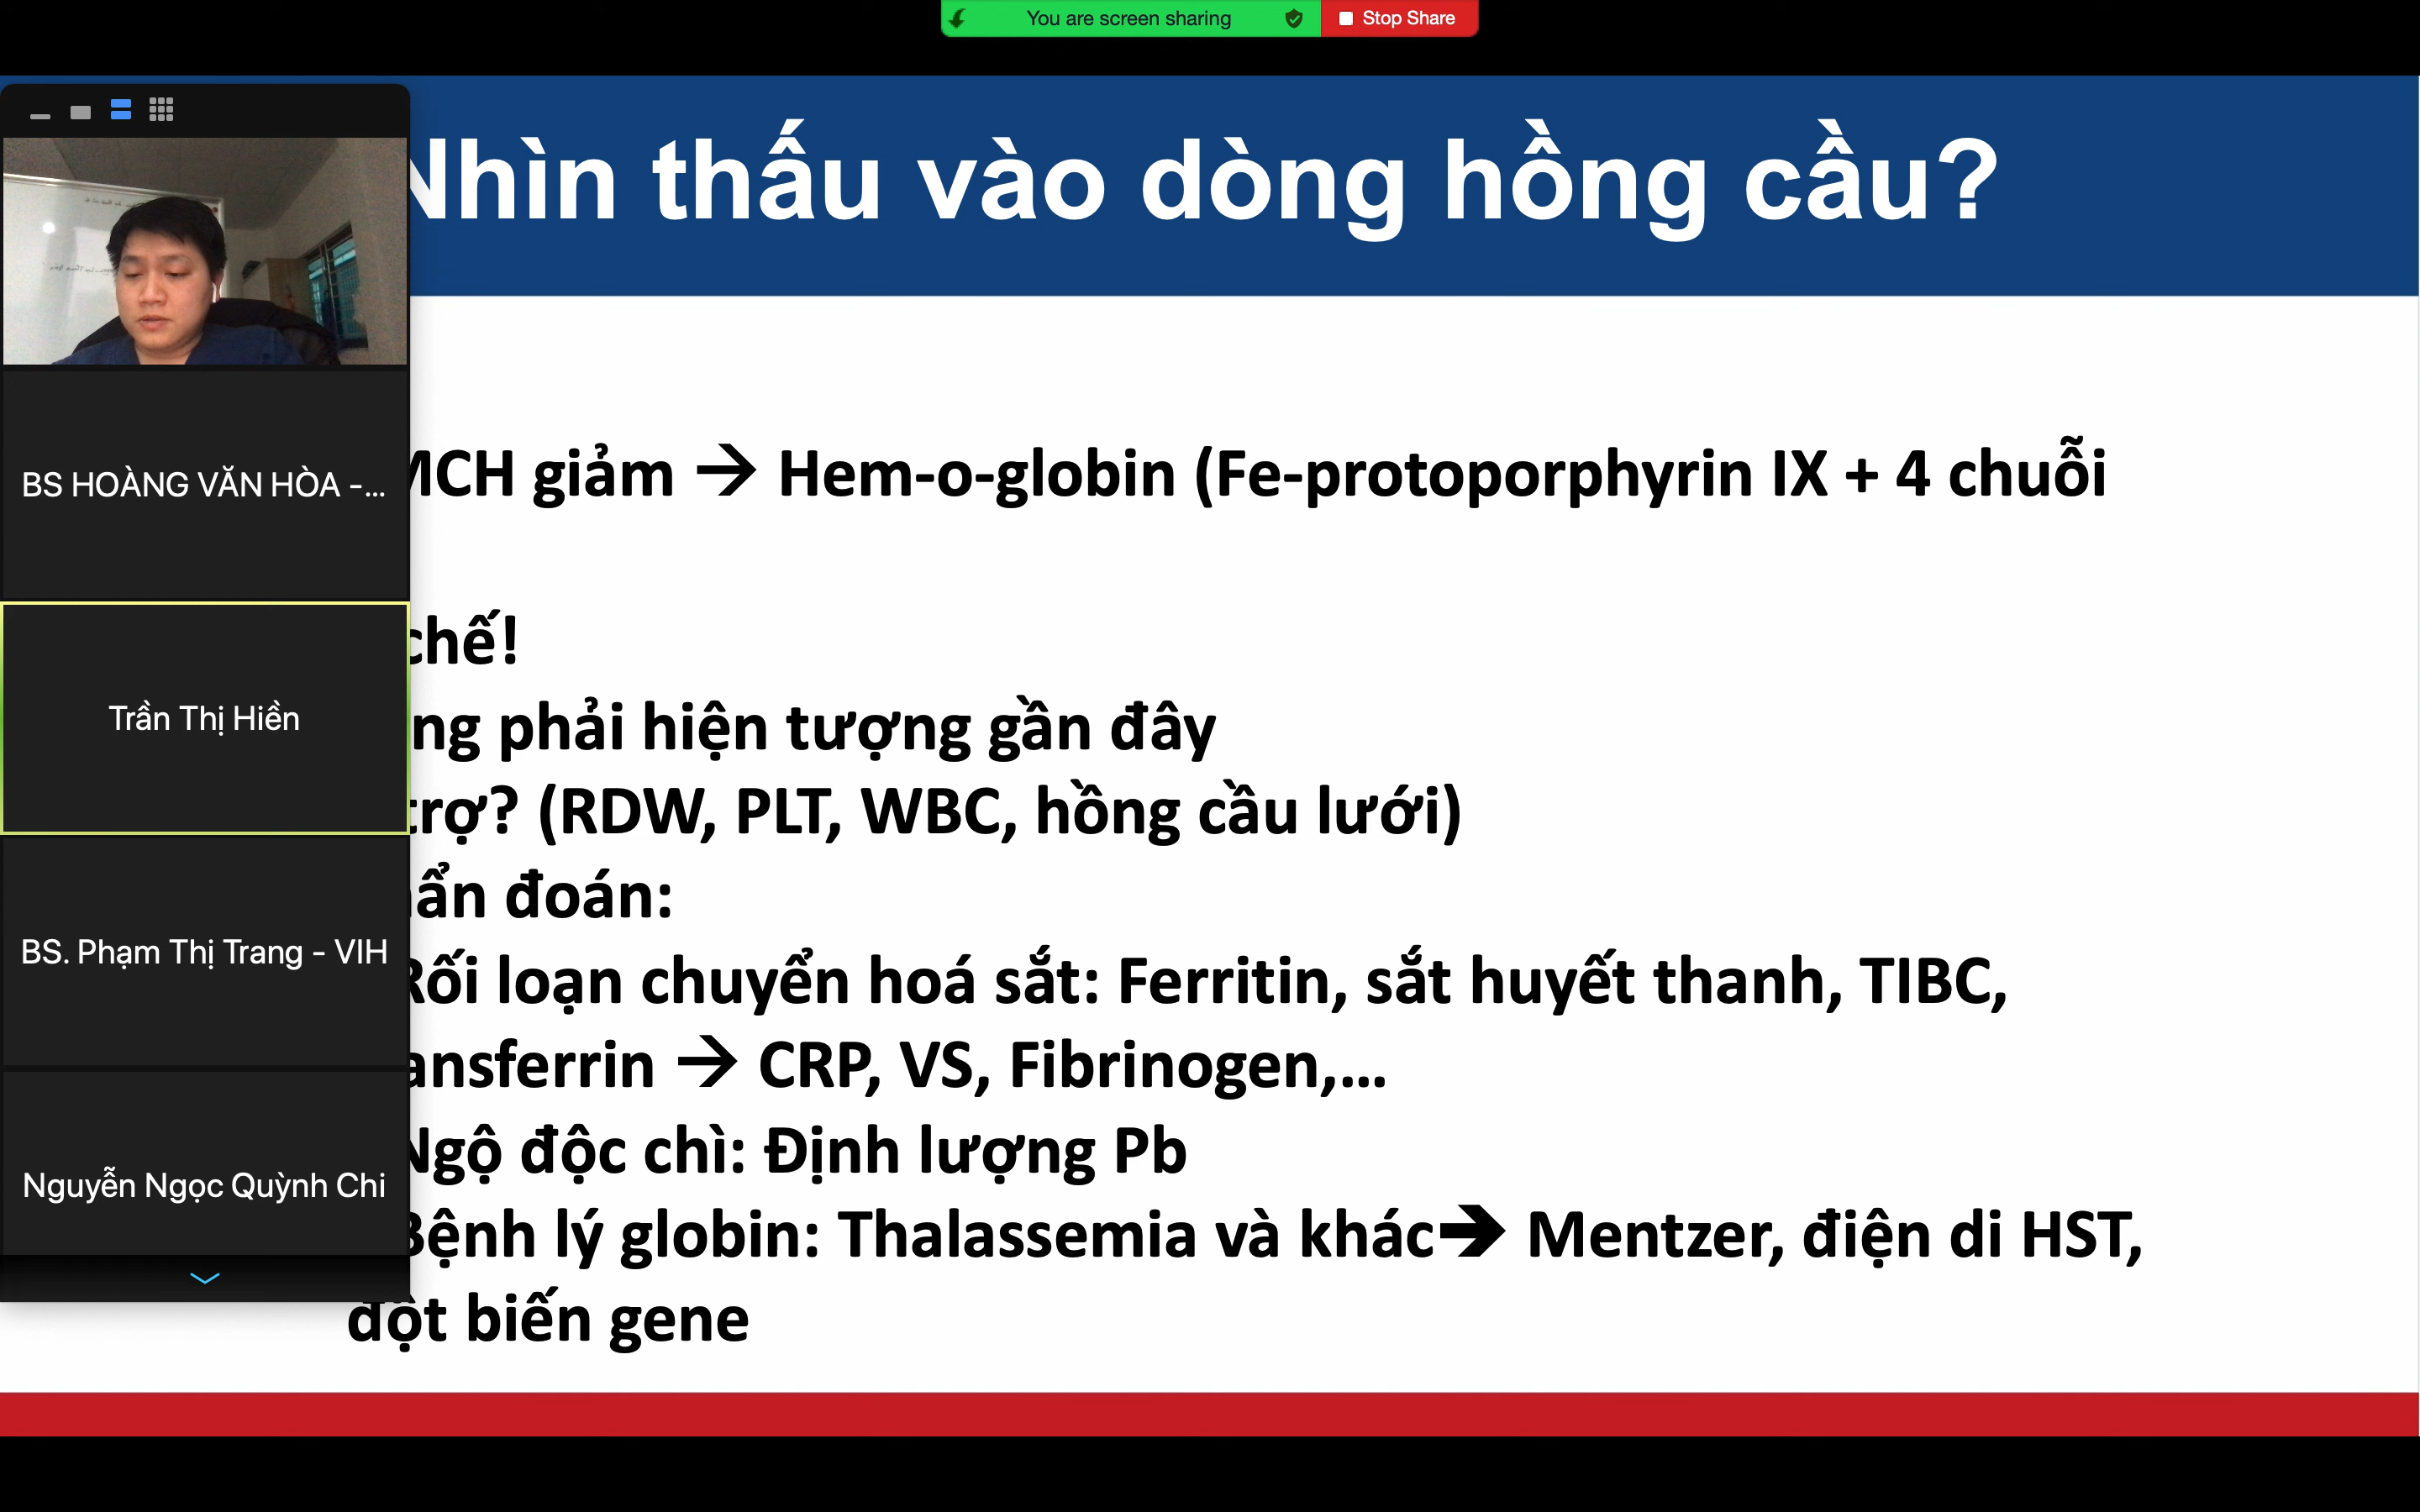 You are screen sharing
Stop Share
Nhìn thấu vào dòng hồng cầu?
BS HOÀNG VĂN HÒA -...
Trần Thị Hiền
BS. Phạm Thị Trang - VIH
Nguyễn Ngọc Quỳnh Chi
MCH giảm → Hem-o-globin (Fe-protoporphyrin IX + 4 chuỗi
chế!
ng phải hiện tượng gần đây
trợ? (RDW, PLT, WBC, hồng cầu lưới)
hẩn đoán:
Rối loạn chuyển hoá sắt: Ferritin, sắt huyết thanh, TIBC,
ansferrin → CRP, VS, Fibrinogen,...
Ngộ độc chì: Định lượng Pb
Bệnh lý globin: Thalassemia và khác→ Mentzer, điện di HST,
đột biến gene